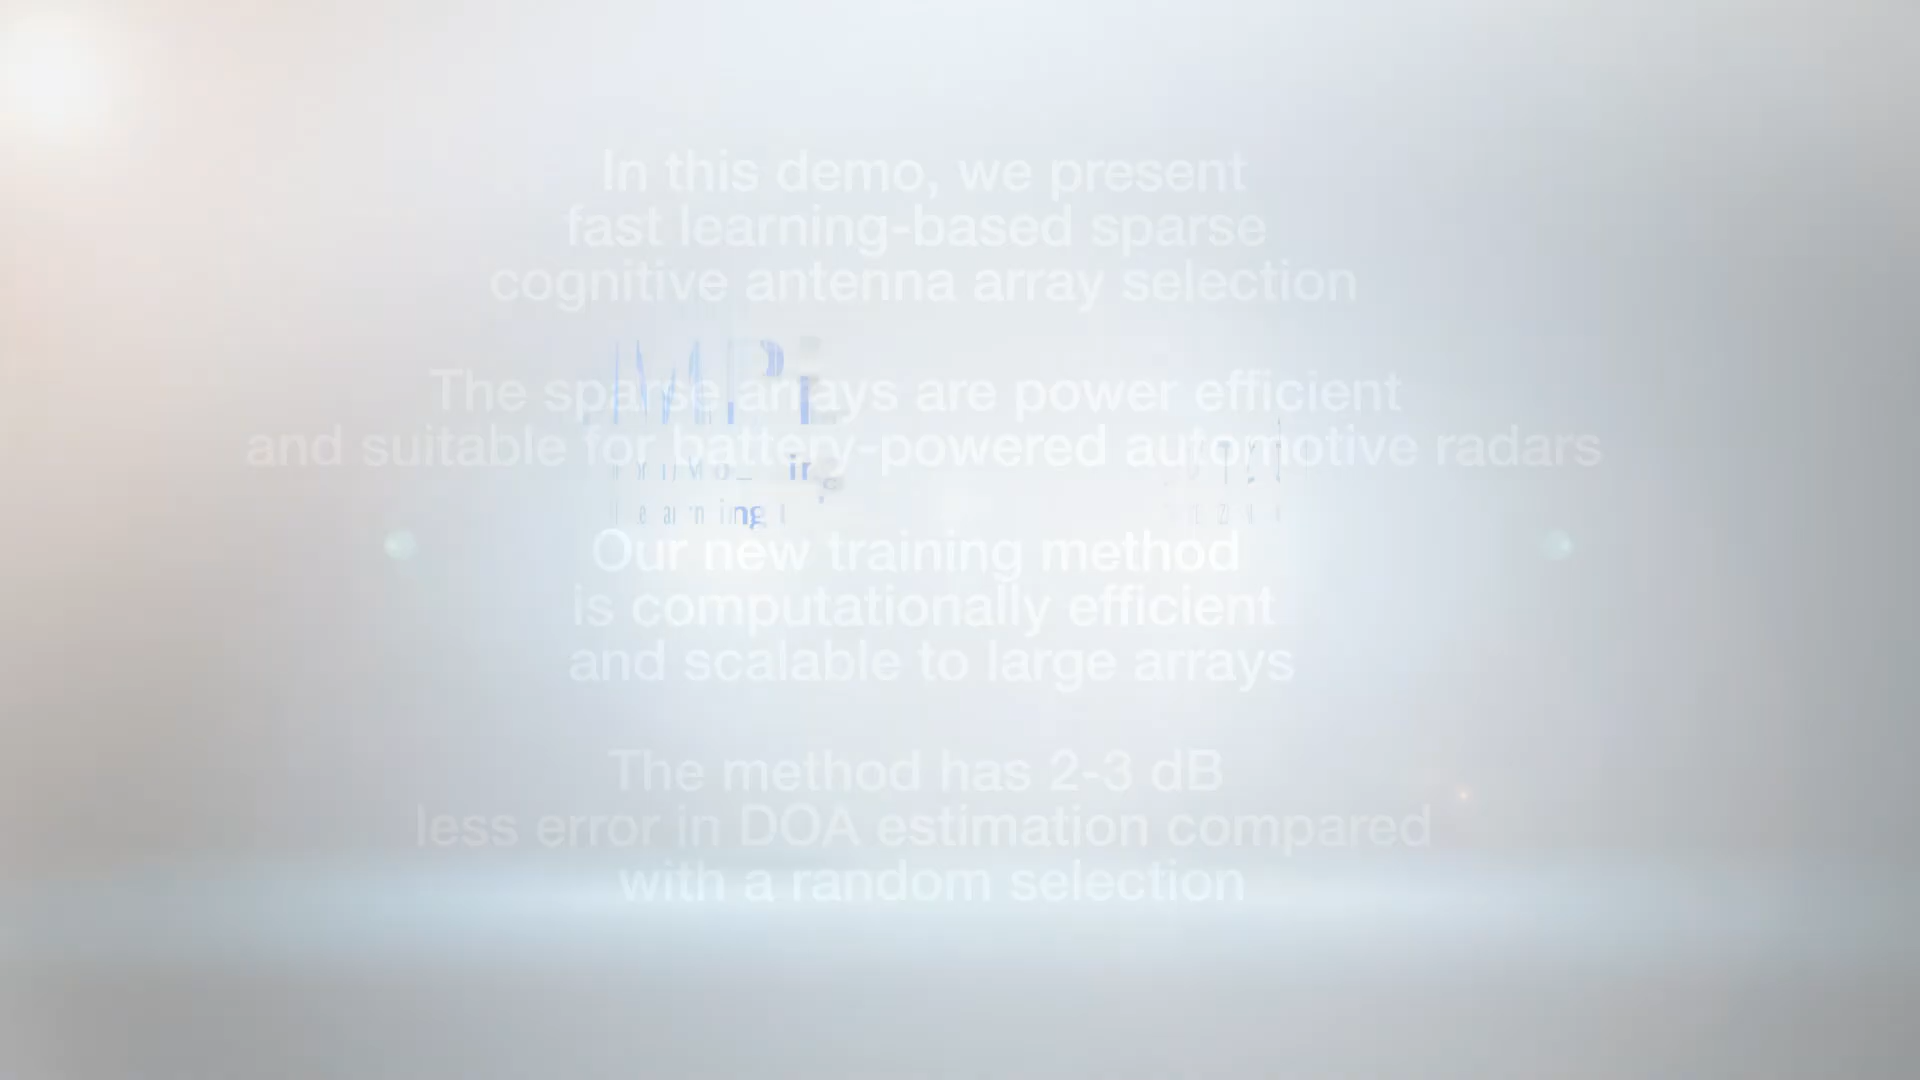 In this demo, we present
fast learning-based sparse
cognitive antenna array selection
The sparse arrays are power efficient
and suitable for battery-powered automotive radars
Our new training method
is computationally efficient
and scalable to large arrays
The method has 2-3 dB
less error in DOA estimation compared
with a random selection